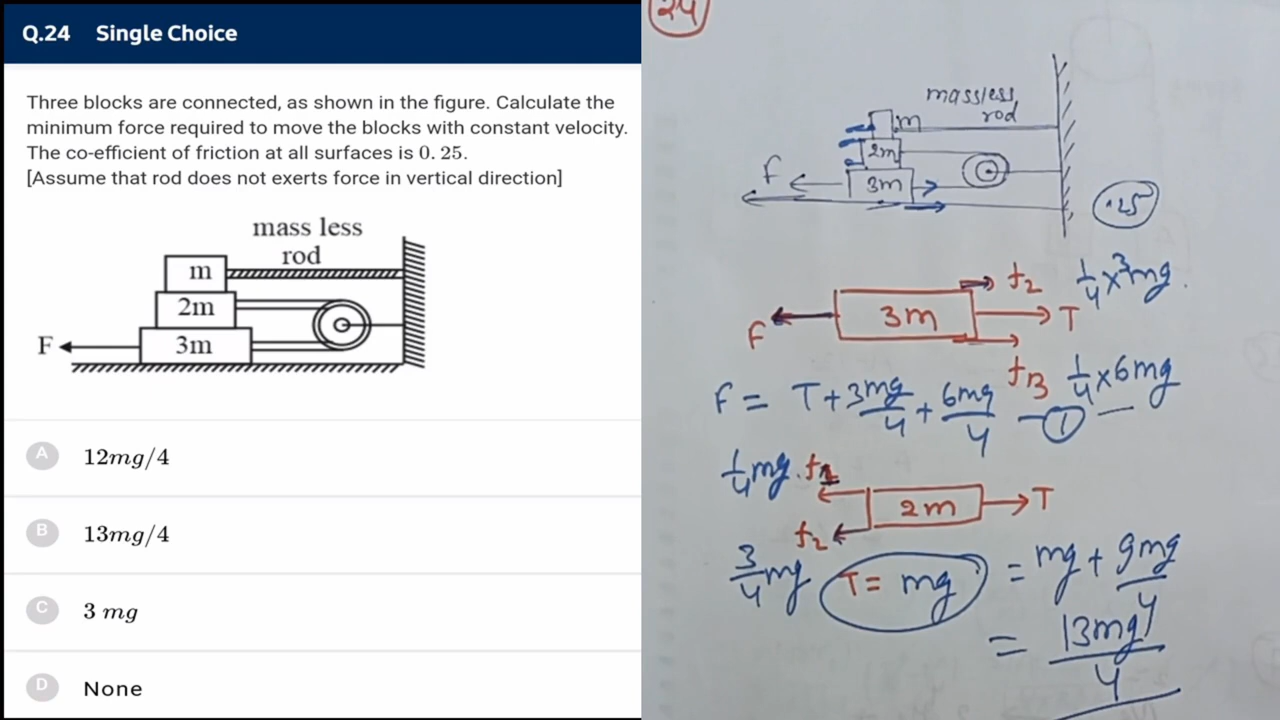 Q.24 Single Choice
Three blocks are connected, as shown in the figure. Calculate the
minimum force required to move the blocks with constant velocity.
The co-efficient of friction at all surfaces is 0. 25.
[Assume that rod does not exerts force in vertical direction]
mass less
rod
m
2m
3m
F
A 12mg/4
B 13mg/4
C 3 mg
D None
24
massless
rod
m
2m
F
3m
.25
f2 1/4 × 3mg.
3m
T
F
f3 1/4 × 6mg
F = T + 3mg/4 + 6mg/4 — 1
1/4 mg. f1
2m
T
f2
3/4 mg
T = mg
= mg + 9mg/4
= 13mg/4